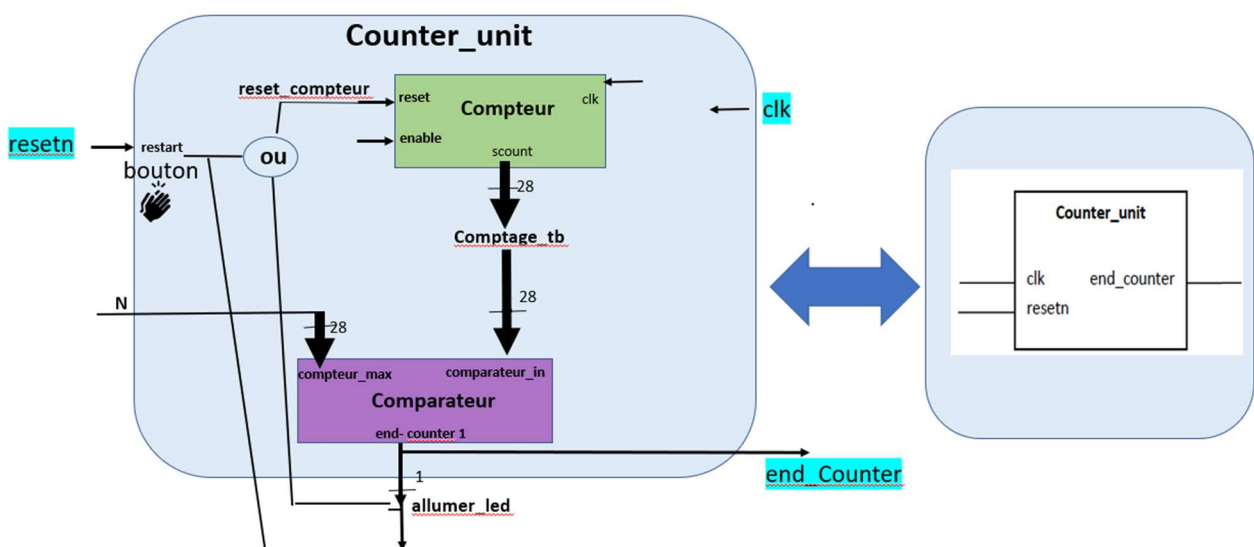 Counter_unit
reset_compteur
reset
clk
Compteur
clk
resetn
restart
ou
enable
bouton
scount
28
Comptage_tb
Counter_unit
clk
end_counter
resetn
N
28
28
compteur_max
comparateur_in
Comparateur
end- counter 1
end_Counter
1
allumer_led